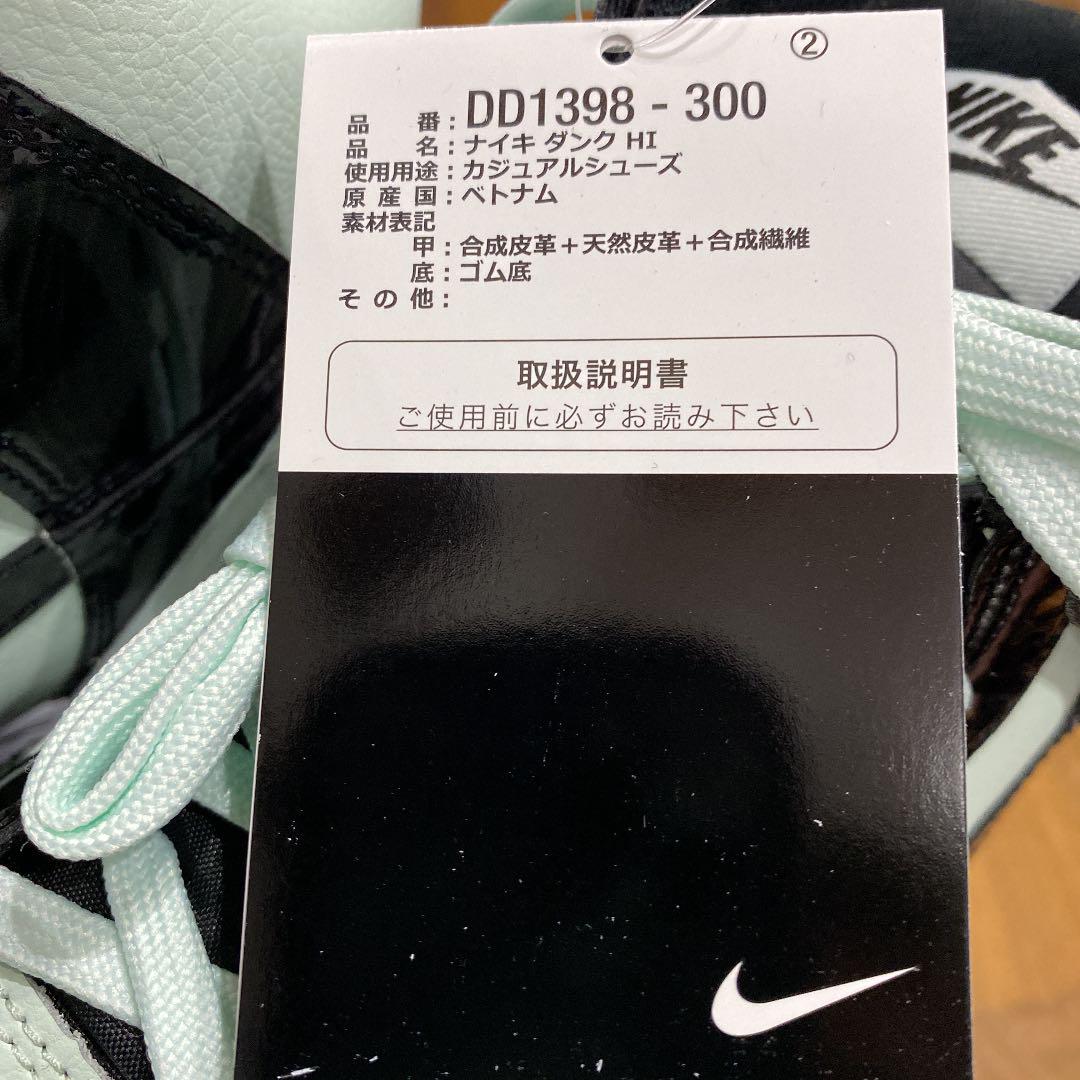 ②
品番:DD1398-300
品名:ナイキ ダンク HI
使用用途:カジュアルシューズ
原産国:ベトナム
素材表記
甲:合成皮革+天然皮革+合成繊維
底:ゴム底
その他:
取扱説明書
ご使用前に必ずお読み下さい
NIKE